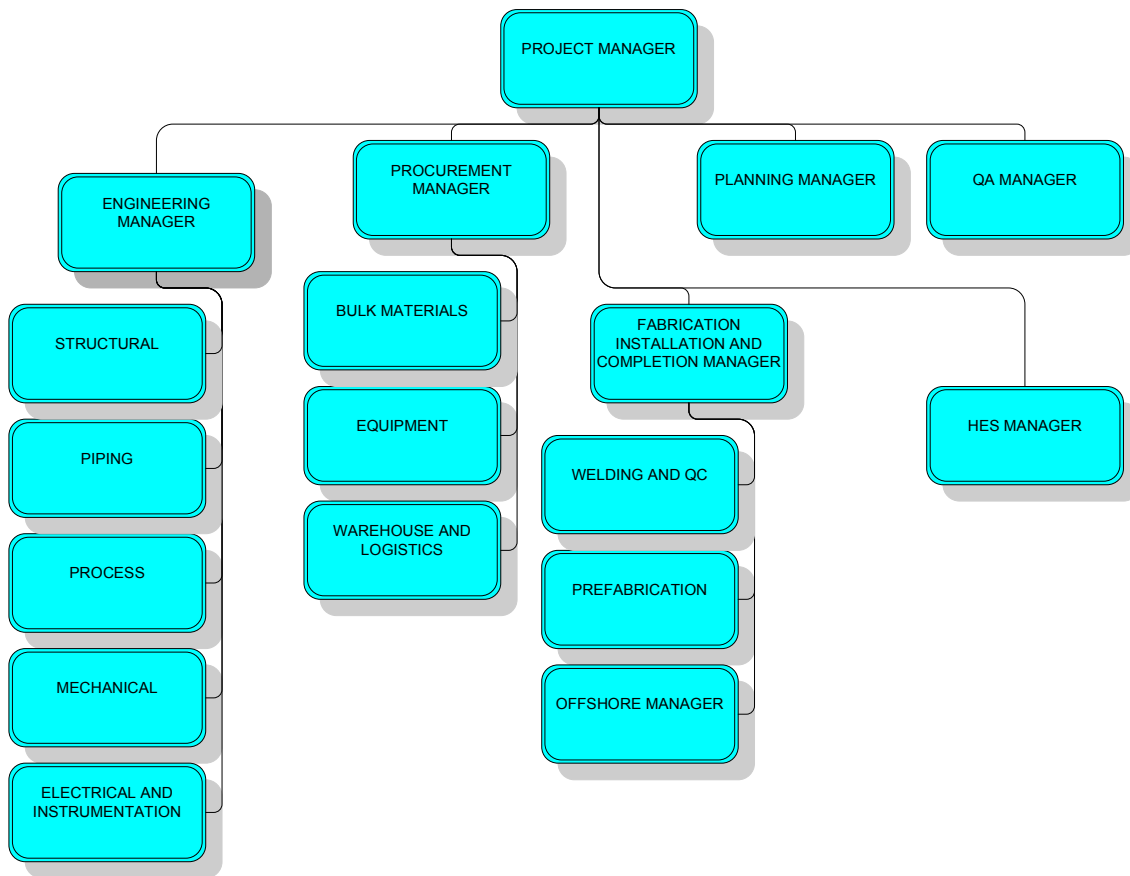 PROJECT MANAGER
ENGINEERING
MANAGER
PROCUREMENT
MANAGER
PLANNING MANAGER
QA MANAGER
STRUCTURAL
PIPING
PROCESS
MECHANICAL
ELECTRICAL AND
INSTRUMENTATION
BULK MATERIALS
EQUIPMENT
WAREHOUSE AND
LOGISTICS
FABRICATION
INSTALLATION AND
COMPLETION MANAGER
WELDING AND QC
PREFABRICATION
OFFSHORE MANAGER
HES MANAGER